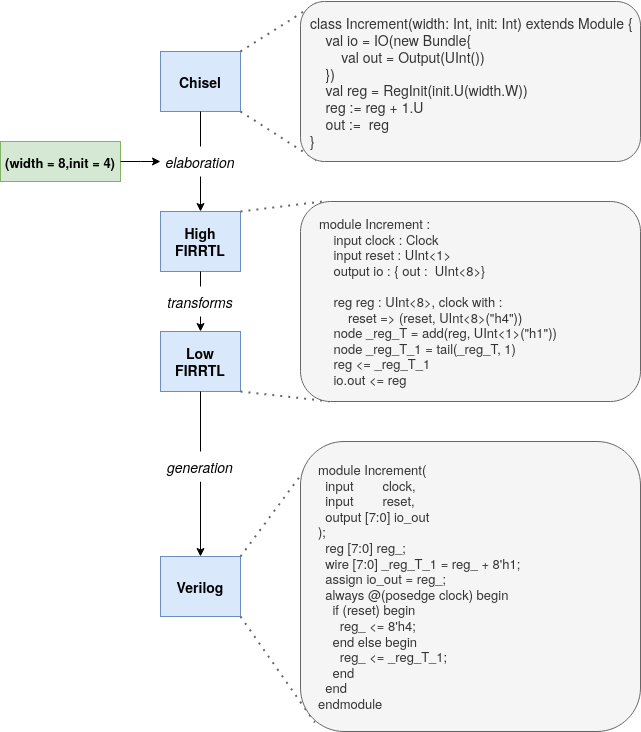 Chisel
class Increment(width: Int, init: Int) extends Module {
val io = IO(new Bundle{
val out = Output(UInt())
})
val reg = RegInit(init.U(width.W))
reg := reg + 1.U
out := reg
}
(width = 8,init = 4)
elaboration
High
FIRRTL
transforms
Low
FIRRTL
module Increment :
input clock : Clock
input reset : UInt<1>
output io : { out : UInt<8>}
reg reg : UInt<8>, clock with :
reset => (reset, UInt<8>("h4"))
node _reg_T = add(reg, UInt<1>("h1"))
node _reg_T_1 = tail(_reg_T, 1)
reg <= _reg_T_1
io.out <= reg
generation
Verilog
module Increment(
input clock,
input reset,
output [7:0] io_out
);
reg [7:0] reg_;
wire [7:0] _reg_T_1 = reg_ + 8'h1;
assign io_out = reg_;
always @(posedge clock) begin
if (reset) begin
reg_ <= 8'h4;
end else begin
reg_ <= _reg_T_1;
end
end
endmodule